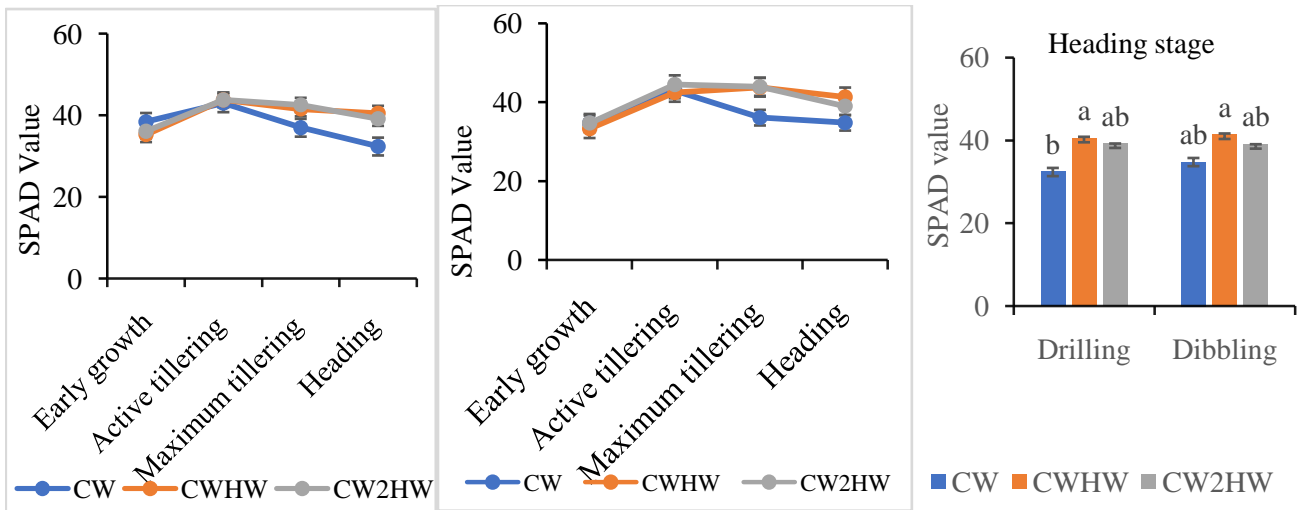 60
40
20
0
SPAD Value
Early growth
Active tillering
Maximum tillering
Heading
CW CWHW CW2HW
60
40
20
0
SPAD Value
Early growth
Active tillering
Maximum tillering
Heading
CW CWHW CW2HW
Heading stage
60
40
20
0
SPAD value
b a ab ab a ab
Drilling Dibbling
CW CWHW CW2HW